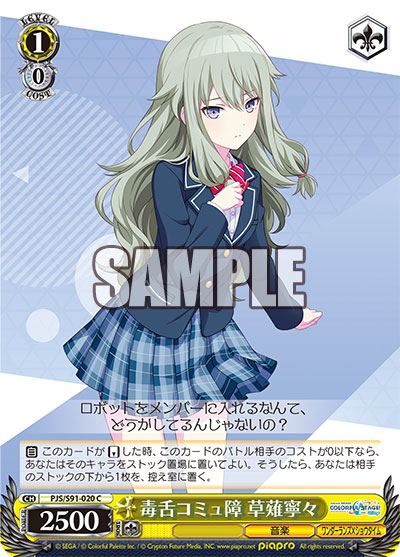 1
LEVEL
0
COST
SAMPLE
ロボットをメンバーに入れるなんて、
どうかしてるんじゃないの?
自 このカードが した時、このカードのバトル相手のコストが0以下なら、
あなたはそのキャラをストック置場に置いてよい。そうしたら、あなたは相手
のストックの下から1枚を、控え室に置く。
CH PJS/S91-020 C
POWER 2500
SOUL
毒舌コミュ障 草薙寧々
音楽
ワンダーランズ×ショウタイム
COLORFUL STAGE!
© SEGA / © Colorful Palette Inc. / © Crypton Future Media, INC. www.piapro.net piapro